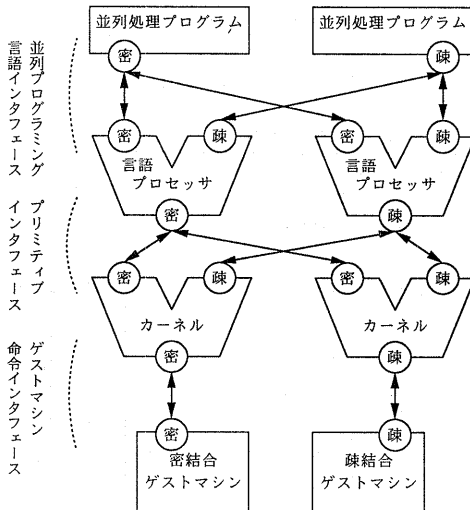 並列処理プログラム
並列処理プログラム
密
疎
並列プログラミング
言語インタフェース
密
疎
密
疎
言語
プロセッサ
言語
プロセッサ
密
疎
プリミティブ
インタフェース
密
疎
密
疎
カーネル
カーネル
密
疎
ゲストマシン
命令インタフェース
密
疎
密結合
ゲストマシン
疎結合
ゲストマシン